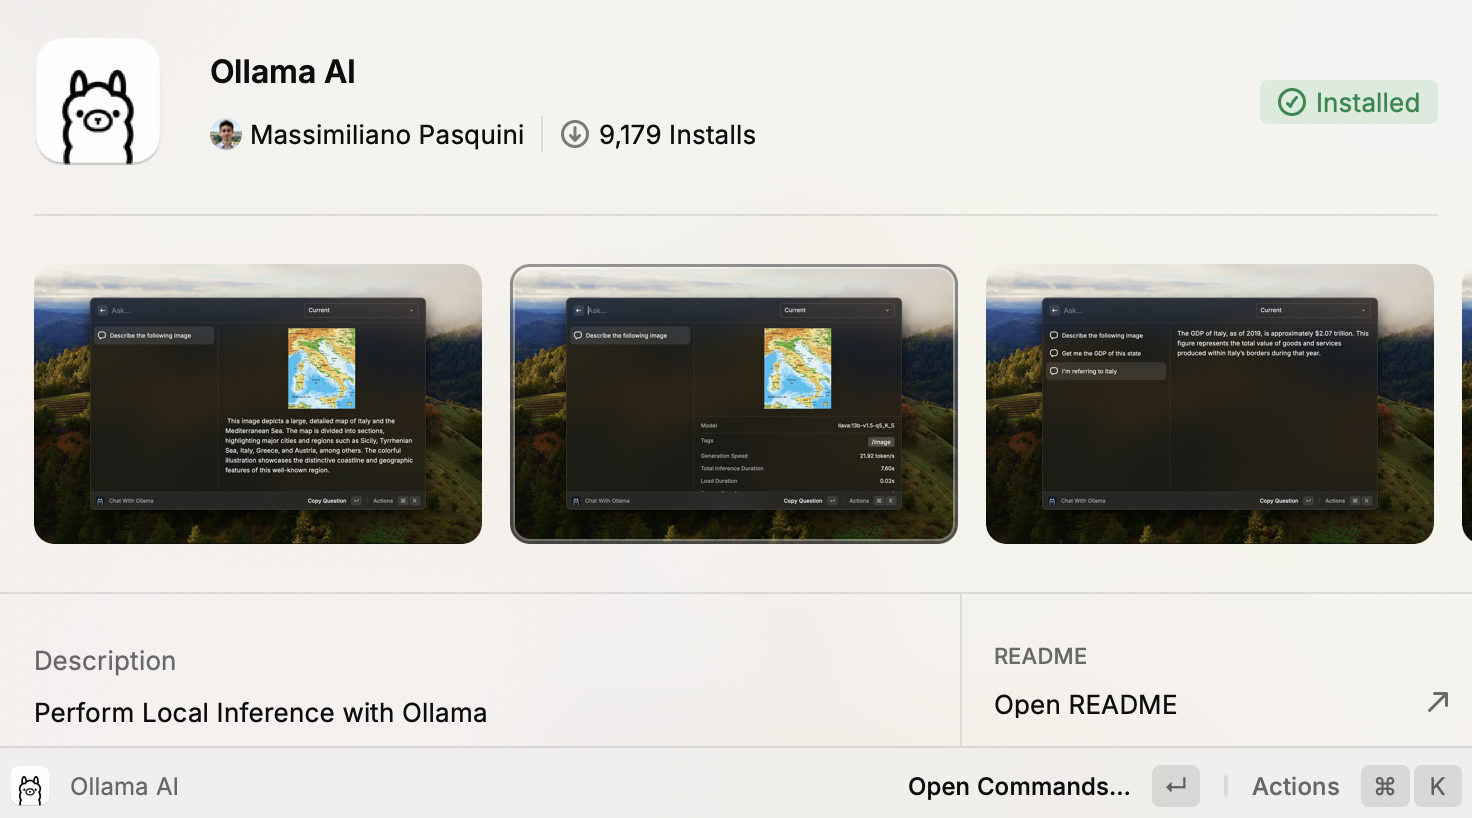 Ollama AI
Massimiliano Pasquini
9,179 Installs
Installed
Ask...
Current
Describe the following image
This image depicts a large, detailed map of Italy and the
Mediterranean Sea. The map is divided into sections,
highlighting major cities and regions such as Sicily, Tyrrhenian
Sea, Italy, Greece, and Austria, among others. The colorful
illustration showcases the distinctive coastline and geographic
features of this well-known region.
Chat With Ollama
Copy Question
Actions
⌘ K
Ask...
Current
Describe the following image
Model llava:13b-v1.5-q5_K_S
Tags /image
Generation Speed 21.92 token/s
Total Inference Duration 7.60s
Load Duration 0.02s
Chat With Ollama
Copy Question
Actions
⌘ K
Ask...
Current
Describe the following image
Get me the GDP of this state
I'm referring to Italy
The GDP of Italy, as of 2019, is approximately $2.07 trillion. This
figure represents the total value of goods and services
produced within Italy's borders during that year.
Chat With Ollama
Copy Question
Actions
⌘ K
Description
Perform Local Inference with Ollama
README
Open README
Ollama AI
Open Commands...
Actions
⌘ K